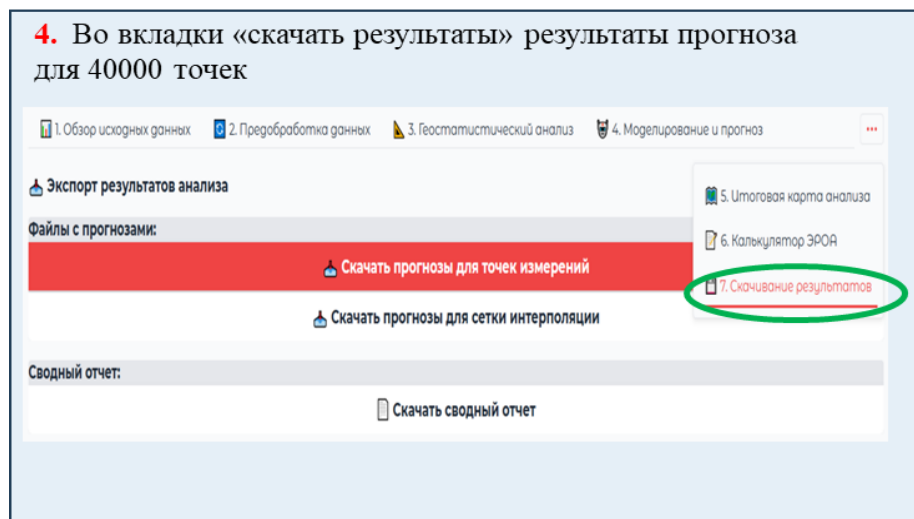 4. Во вкладки «скачать результаты» результаты прогноза
для 40000 точек
1. Обзор исходных данных 2. Предобработка данных 3. Геостатистический анализ 4. Моделирование и прогноз ...
Экспорт результатов анализа
5. Итоговая карта анализа
Файлы с прогнозами:
6. Калькулятор ЭРОА
Скачать прогнозы для точек измерений
7. Скачивание результатов
Скачать прогнозы для сетки интерполяции
Сводный отчет:
Скачать сводный отчет